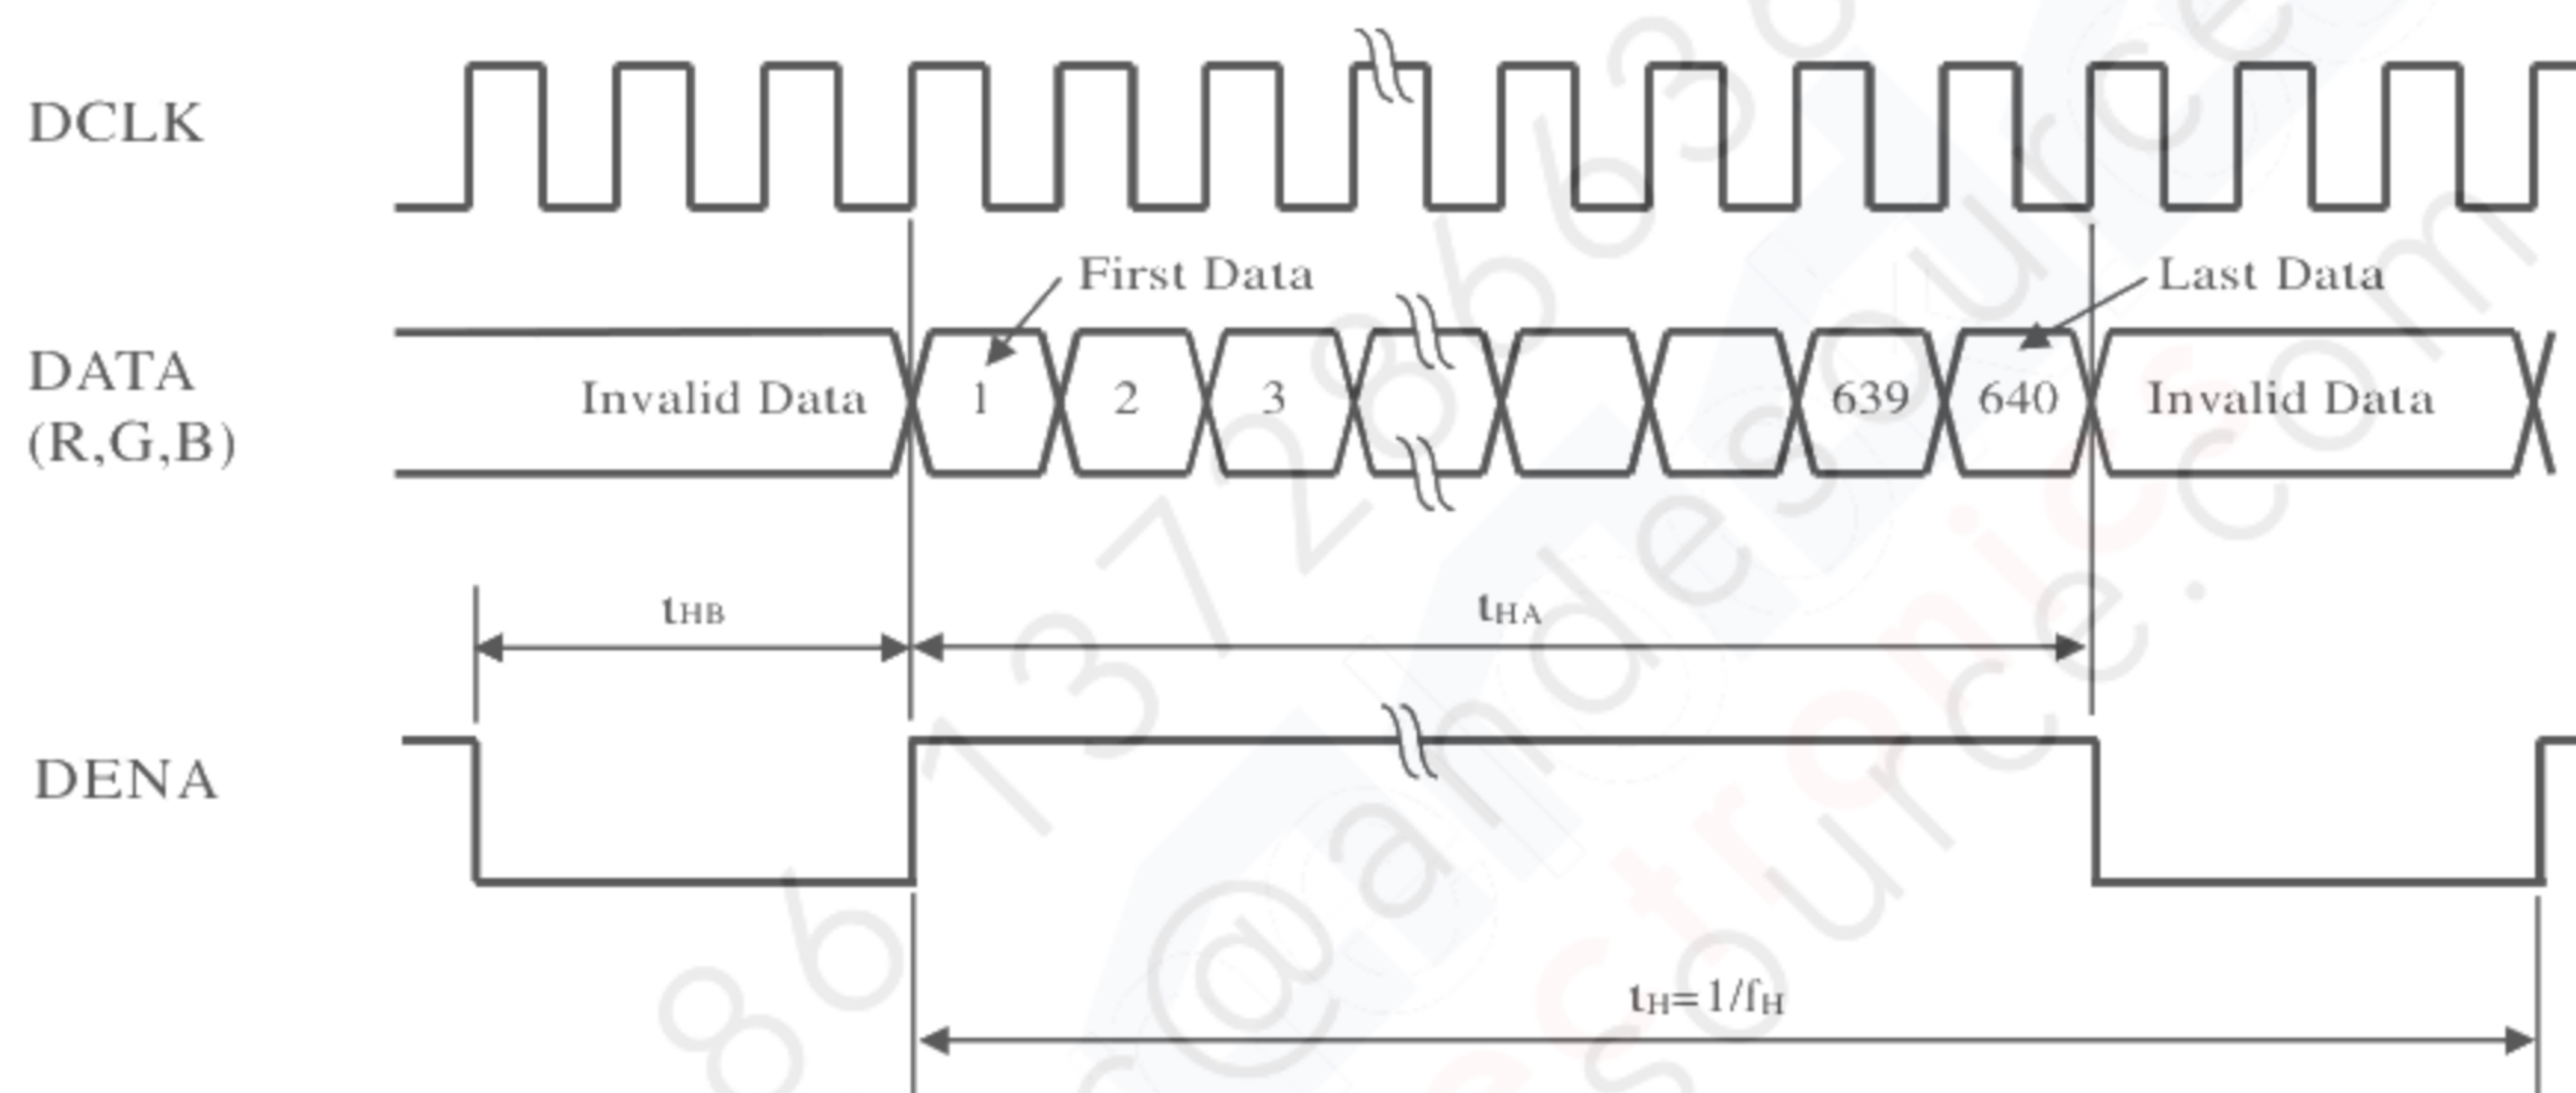 DCLK
First Data
Last Data
DATA
(R,G,B)
Invalid Data
1
2
3
639
640
Invalid Data
tHB
tHA
DENA
tH=1/fH